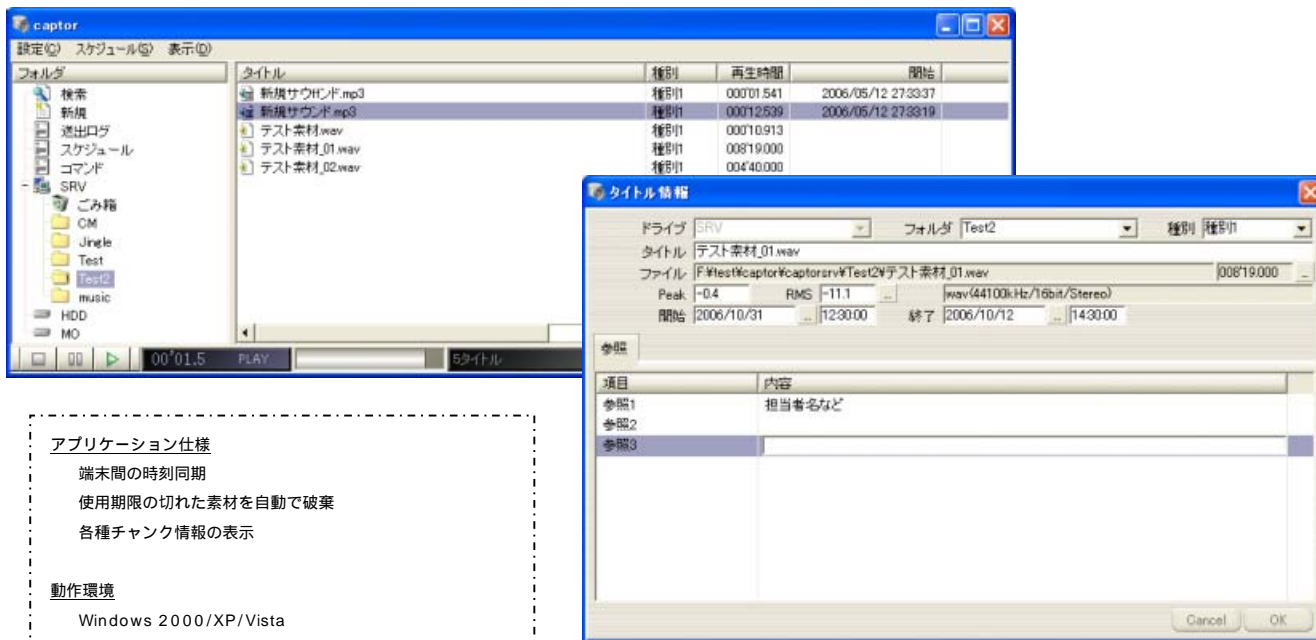 captor
設定(C) スケジュール(S) 表示(D)
フォルダ タイトル 種別 再生時間 開始
検索
新規
送出ログ
スケジュール
コマンド
SRV
ごみ箱
CM
Jingle
Test
Test2
music
HDD
MO
新規サウンド.mp3 種別1 000'01.541 2006/05/12 27:33:37
新規サウンド.mp3 種別1 000'12.539 2006/05/12 27:33:19
テスト素材.wav 種別1 000'10.913
テスト素材_01.wav 種別1 008'19.000
テスト素材_02.wav 種別1 004'40.000
00'01.5 PLAY 5タイトル
タイトル情報
ドライブ SRV フォルダ Test2 種別 種別1
タイトル テスト素材_01.wav
ファイル F:¥test¥captor¥captorsrv¥Test2¥テスト素材_01.wav 008'19.000 ..
Peak -0.4 RMS -11.1 .. wav(44100kHz/16bit/Stereo)
開始 2006/10/31 .. 12:30:00 終了 2006/10/12 .. 14:30:00
参照
項目 内容
参照1 担当者名など
参照2
参照3
Cancel OK
アプリケーション仕様
端末間の時刻同期
使用期限の切れた素材を自動で破棄
各種チャンク情報の表示
動作環境
Windows 2000/XP/Vista